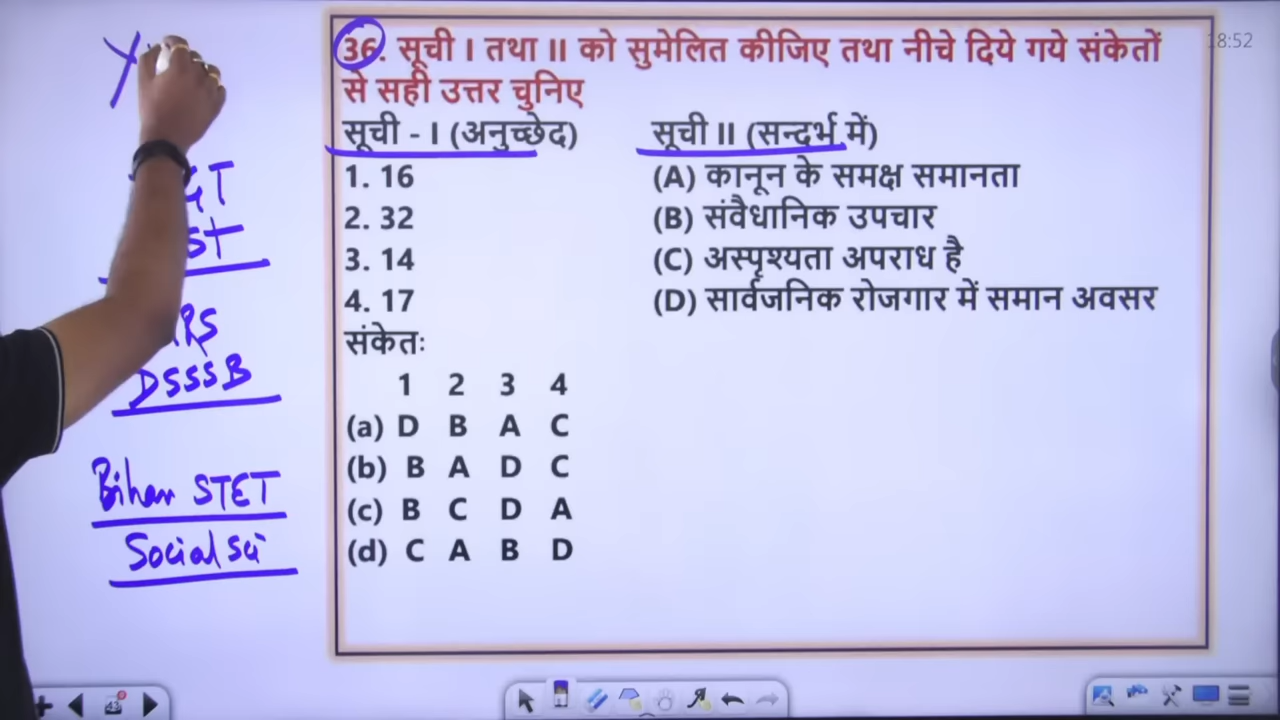 18:52
36. सूची I तथा II को सुमेलित कीजिए तथा नीचे दिये गये संकेतों
से सही उत्तर चुनिए
सूची - I (अनुच्छेद) सूची II (सन्दर्भ में)
1. 16 (A) कानून के समक्ष समानता
2. 32 (B) संवैधानिक उपचार
3. 14 (C) अस्पृश्यता अपराध है
4. 17 (D) सार्वजनिक रोजगार में समान अवसर
संकेतः
1 2 3 4
(a) D B A C
(b) B A D C
(c) B C D A
(d) C A B D
DSSSB
Bihar STET
Social Sci
43